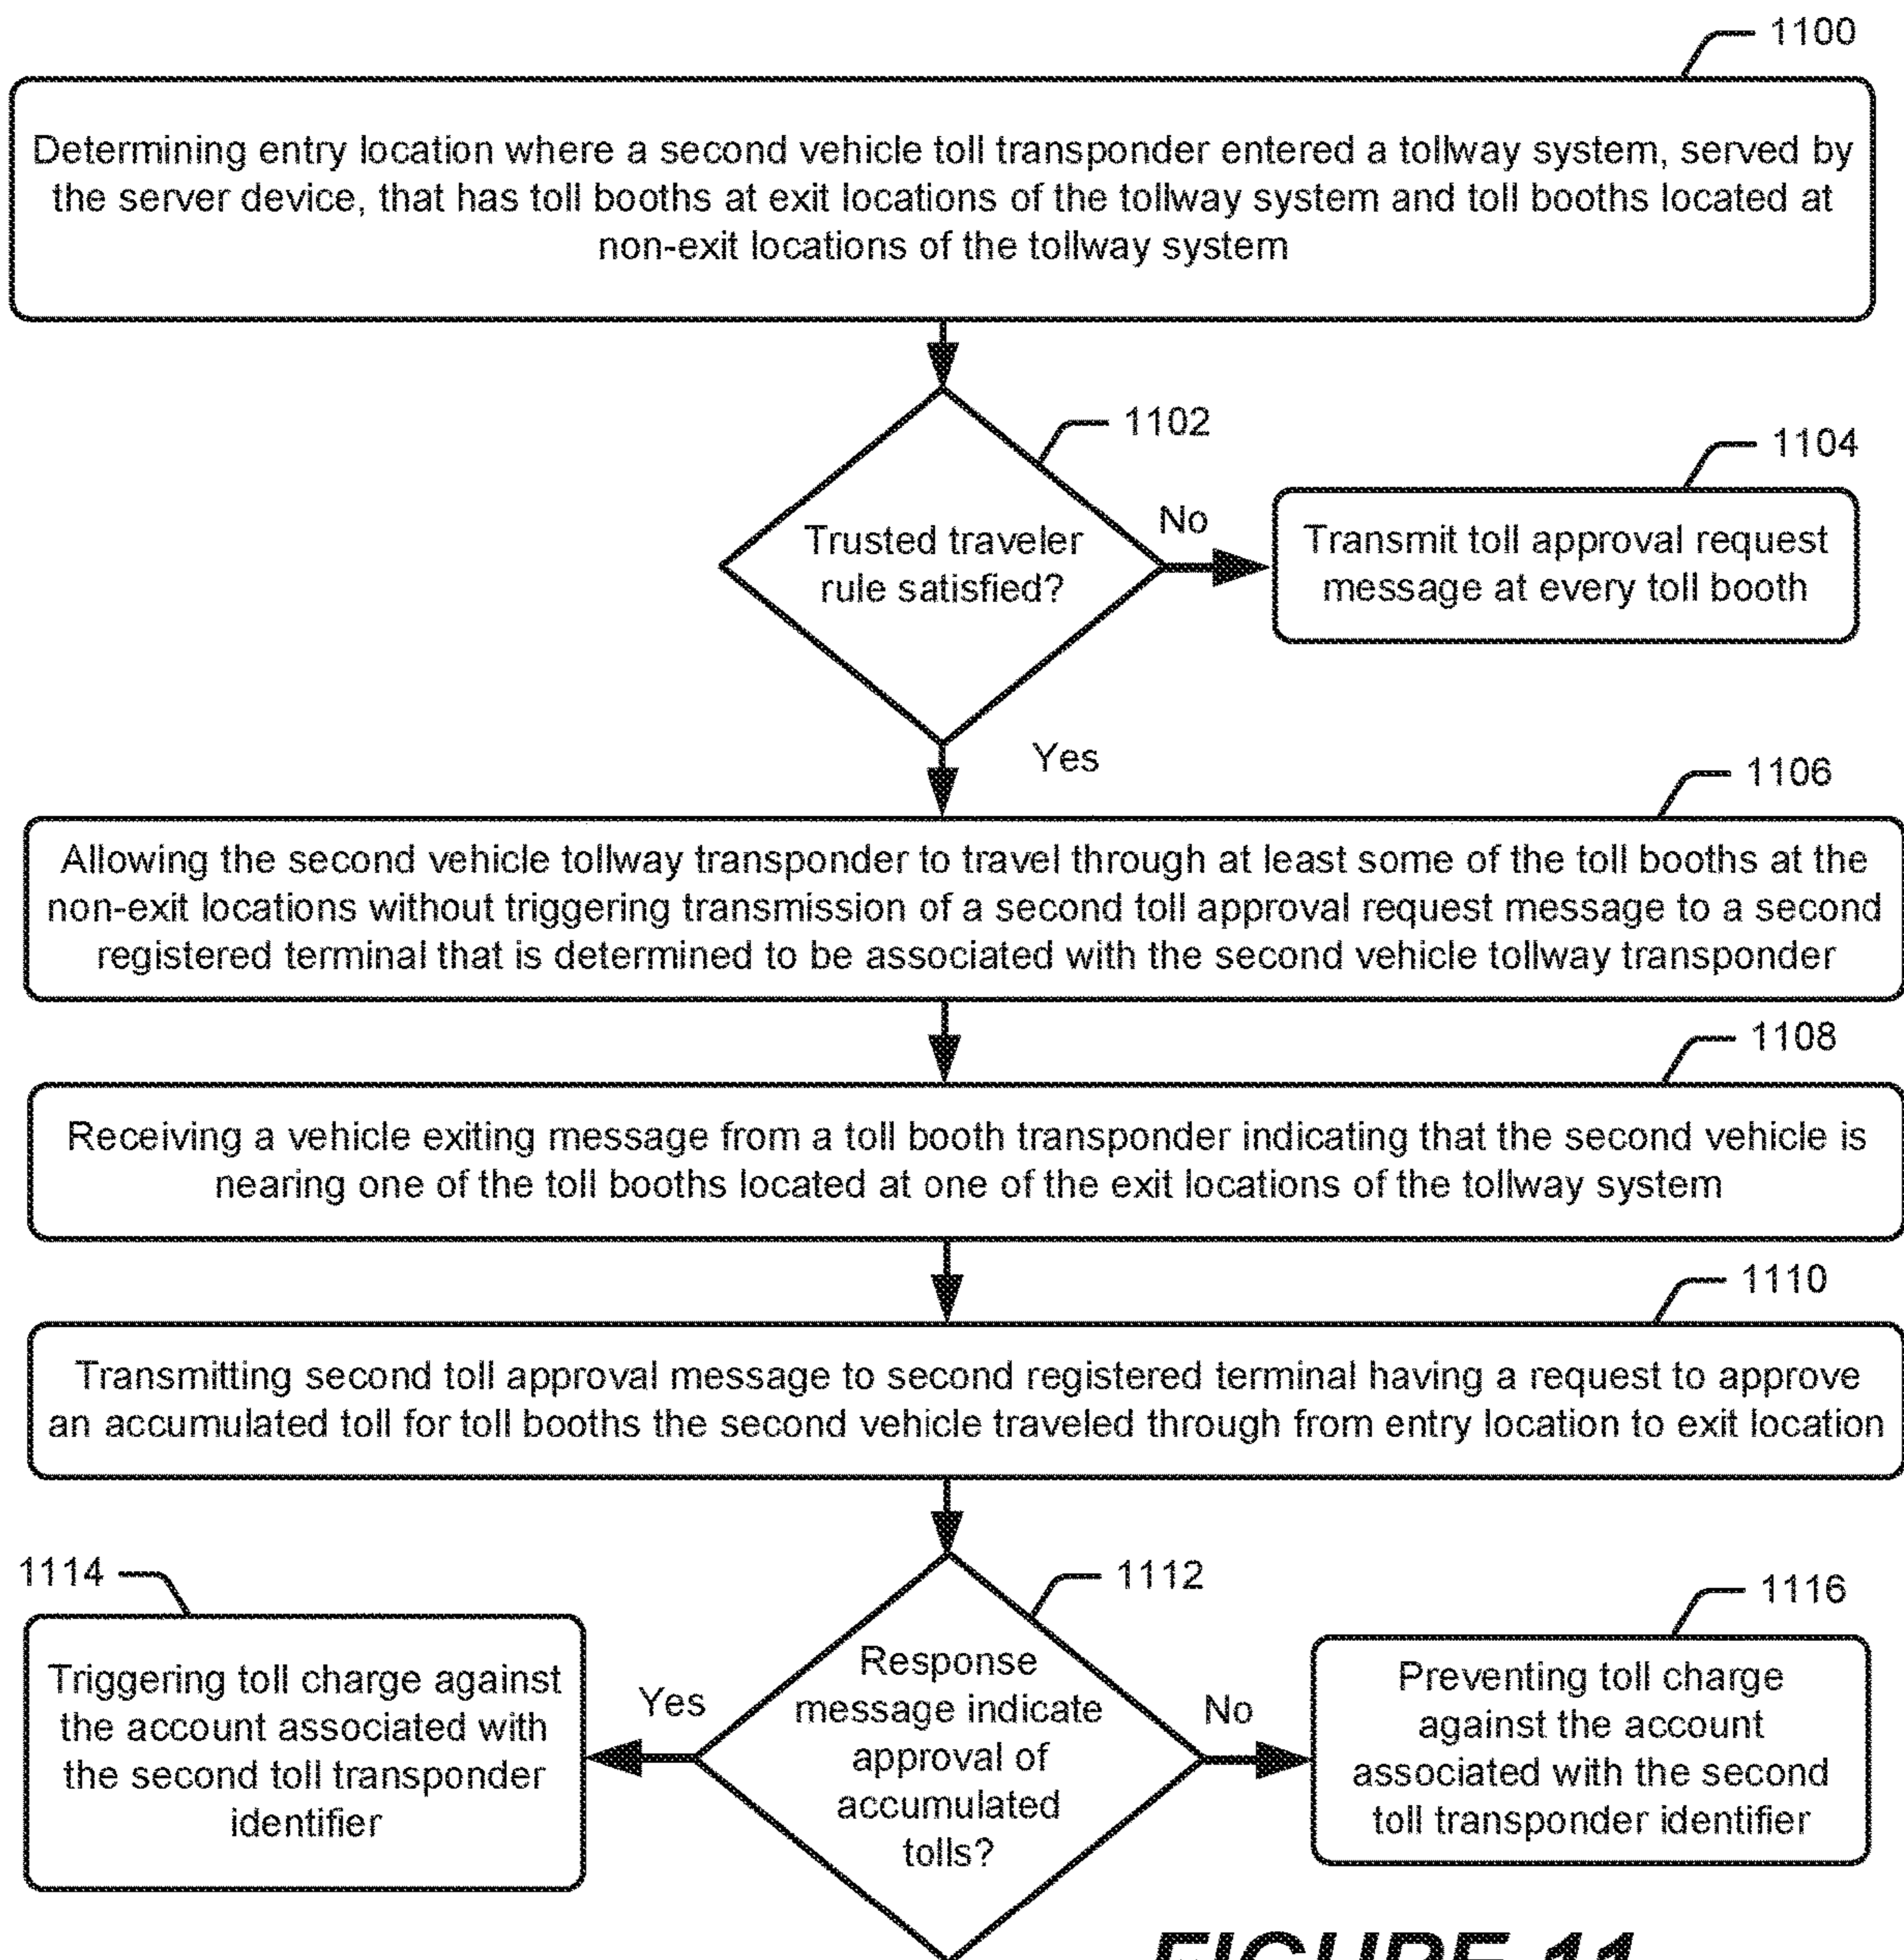 1100
Determining entry location where a second vehicle toll transponder entered a tollway system, served by
the server device, that has toll booths at exit locations of the tollway system and toll booths located at
non-exit locations of the tollway system
1102
1104
Trusted traveler
rule satisfied?
No
Transmit toll approval request
message at every toll booth
Yes
1106
Allowing the second vehicle tollway transponder to travel through at least some of the toll booths at the
non-exit locations without triggering transmission of a second toll approval request message to a second
registered terminal that is determined to be associated with the second vehicle tollway transponder
1108
Receiving a vehicle exiting message from a toll booth transponder indicating that the second vehicle is
nearing one of the toll booths located at one of the exit locations of the tollway system
1110
Transmitting second toll approval message to second registered terminal having a request to approve
an accumulated toll for toll booths the second vehicle traveled through from entry location to exit location
1114
1112
1116
Triggering toll charge against
the account associated with
the second toll transponder
identifier
Yes
Response
message indicate
approval of
accumulated
tolls?
No
Preventing toll charge
against the account
associated with the second
toll transponder identifier
FIGURE 11